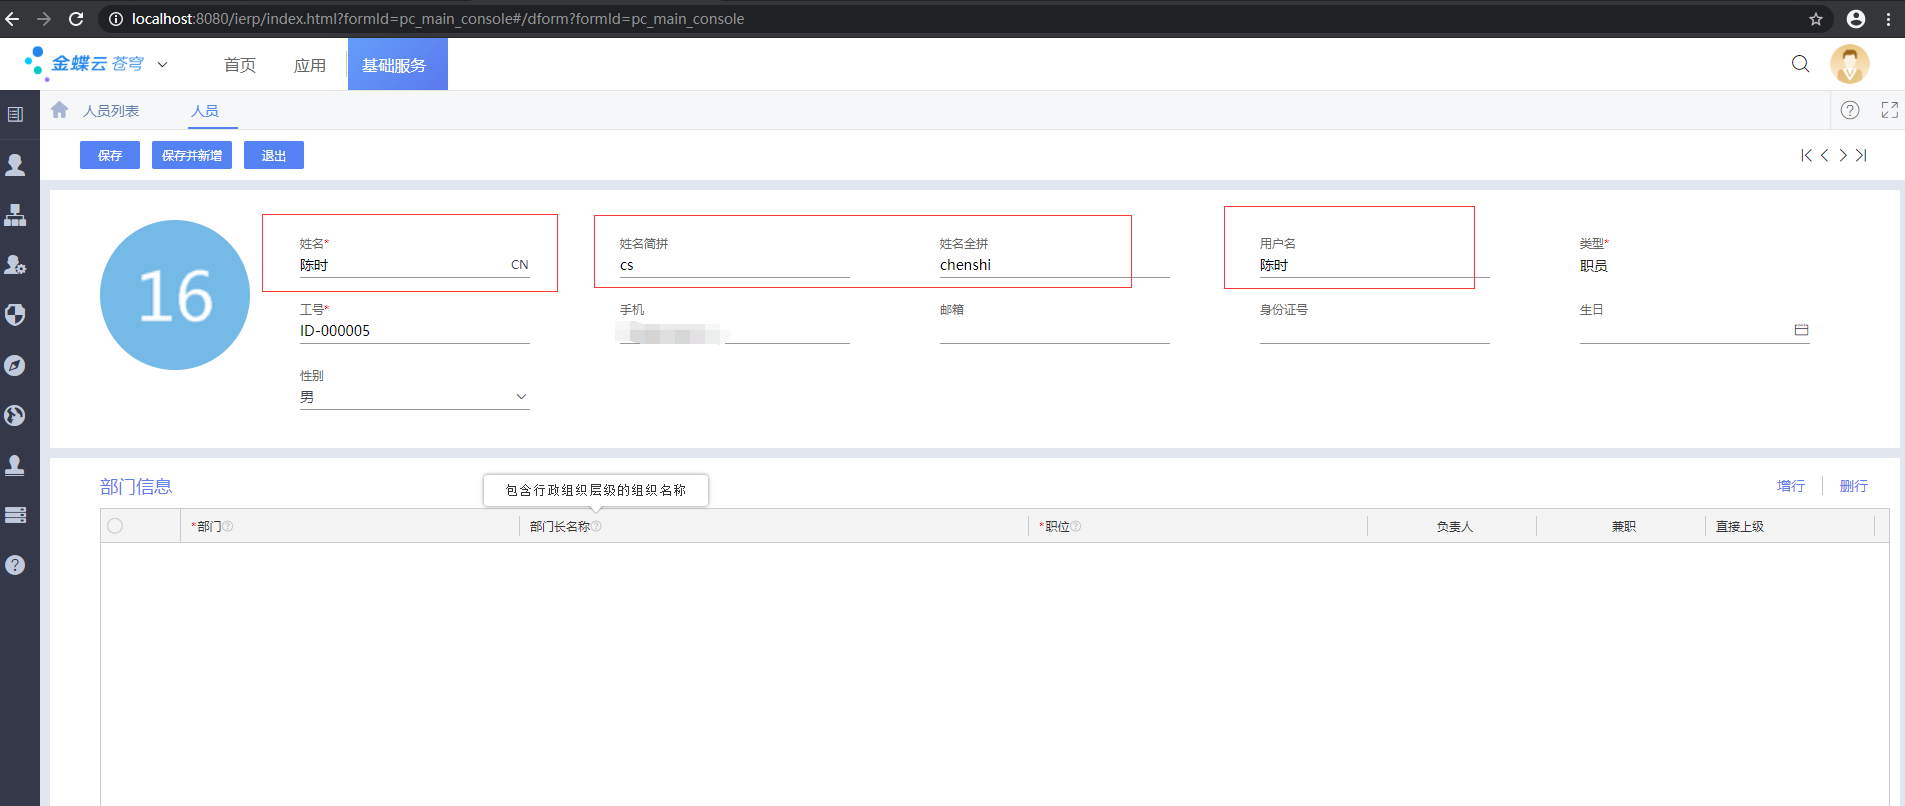 localhost:8080/ierp/index.html?formId=pc_main_console#/dform?formId=pc_main_console
金蝶云 苍穹 首页 应用 基础服务
人员列表 人员
保存 保存并新增 退出
16
姓名* 姓名简拼 姓名全拼 用户名 类型*
陈时 CN cs chenshi 陈时 职员
工号* 手机 邮箱 身份证号 生日
ID-000005
性别
男
部门信息 包含行政组织层级的组织名称 增行 删行
*部门 部门长名称 *职位 负责人 兼职 直接上级